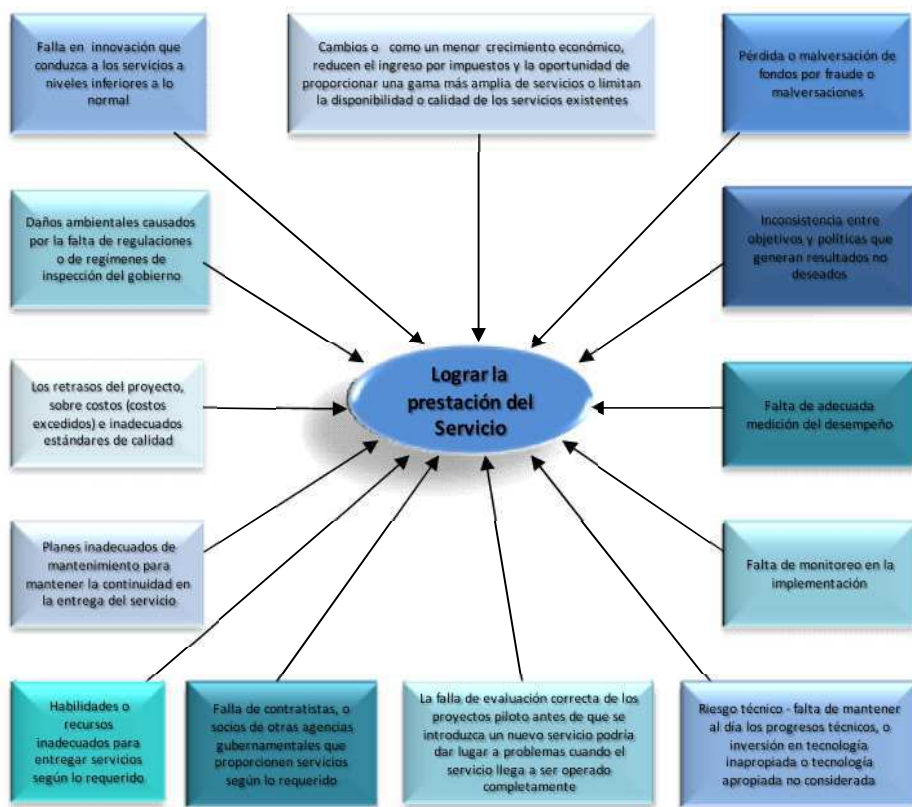 Falla en innovación que
conduzca a los servicios a
niveles inferiores a lo
normal
Cambios o como un menor crecimiento económico,
reducen el ingreso por impuestos y la oportunidad de
proporcionar una gama más amplia de servicios o limitan
la disponibilidad o calidad de los servicios existentes
Pérdida o malversación de
fondos por fraude o
malversaciones
Daños ambientales causados
por la falta de regulaciones
o de regímenes de
inspección del gobierno
Inconsistencia entre
objetivos y políticas que
generan resultados no
deseados
Lograr la
prestación del
Servicio
Los retrasos del proyecto,
sobre costos (costos
excedidos) e inadecuados
estándares de calidad
Falta de adecuada
medición del desempeño
Planes inadecuados de
mantenimiento para
mantener la continuidad en
la entrega del servicio
Falta de monitoreo en la
implementación
Habilidades o
recursos
inadecuados para
entregar servicios
según lo requerido
Falla de contratistas, o
socios de otras agencias
gubernamentales que
proporcionen servicios
según lo requerido
La falla de evaluación correcta de los
proyectos piloto antes de que se
introduzca un nuevo servicio podría
dar lugar a problemas cuando el
servicio llega a ser operado
completamente
Riesgo técnico - falta de mantener
al día los progresos técnicos, o
inversión en tecnología
inapropiada o tecnología
apropiada no considerada